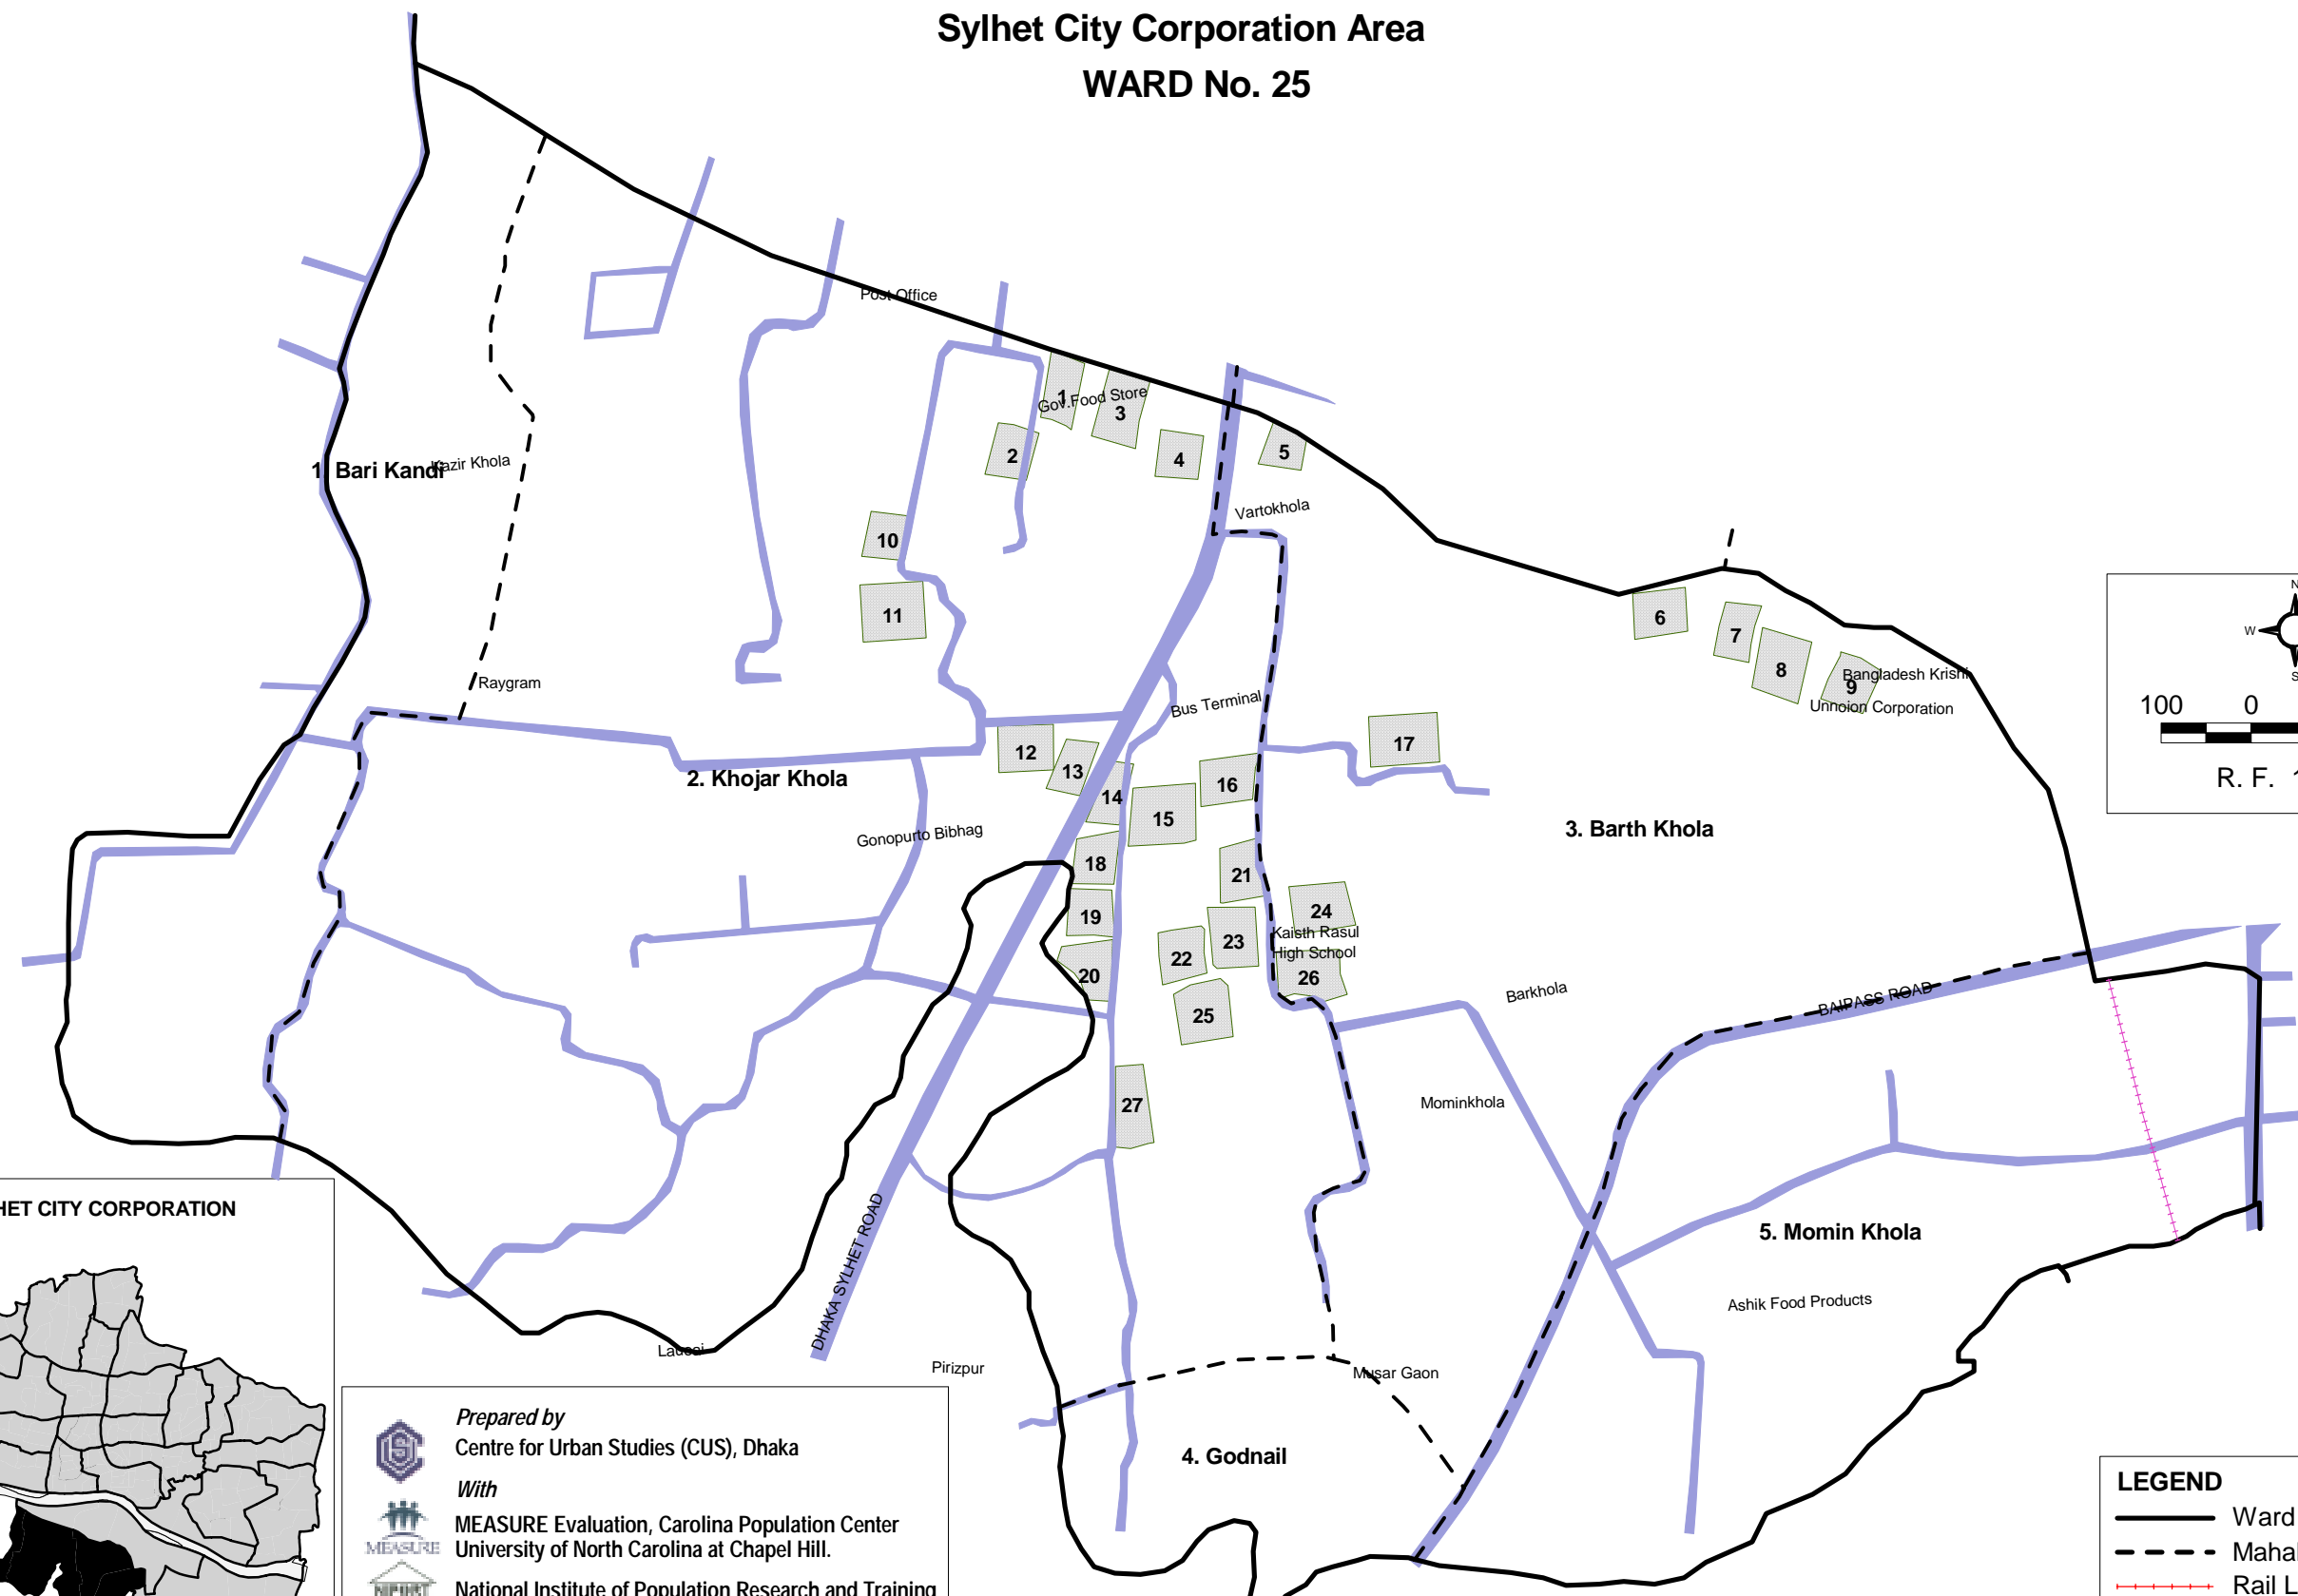 Sylhet City Corporation Area
WARD No. 25
Post Office
1
Gov.Food Store
3
2
4
5
1. Bari Kandi
Kazir Khola
Vartokhola
10
11
6
7
8
9
Bangladesh Krishi
Unnoion Corporation
N
W
S
100 0
R. F. 1
Raygram
Bus Terminal
12
13
14
15
16
17
2. Khojar Khola
Gonopurto Bibhag
3. Barth Khola
18
19
20
21
22
23
24
Kaisth Rasul
High School
25
26
27
Barkhola
BAIPASS ROAD
Mominkhola
5. Momin Khola
Ashik Food Products
DHAKA SYLHET ROAD
Pirizpur
Musar Gaon
4. Godnail
HET CITY CORPORATION
Prepared by
Centre for Urban Studies (CUS), Dhaka
With
MEASURE
MEASURE Evaluation, Carolina Population Center
University of North Carolina at Chapel Hill.
NIPORT
National Institute of Population Research and Training
LEGEND
Ward
Mahal
Rail L